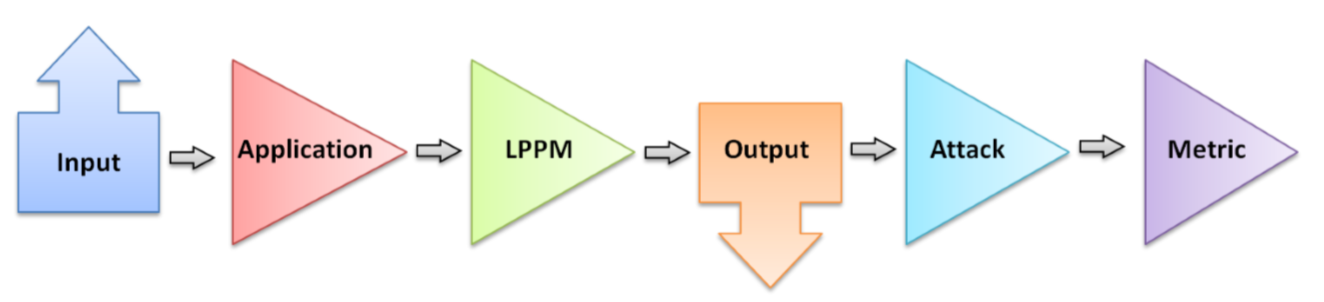 Input
Application
LPPM
Output
Attack
Metric